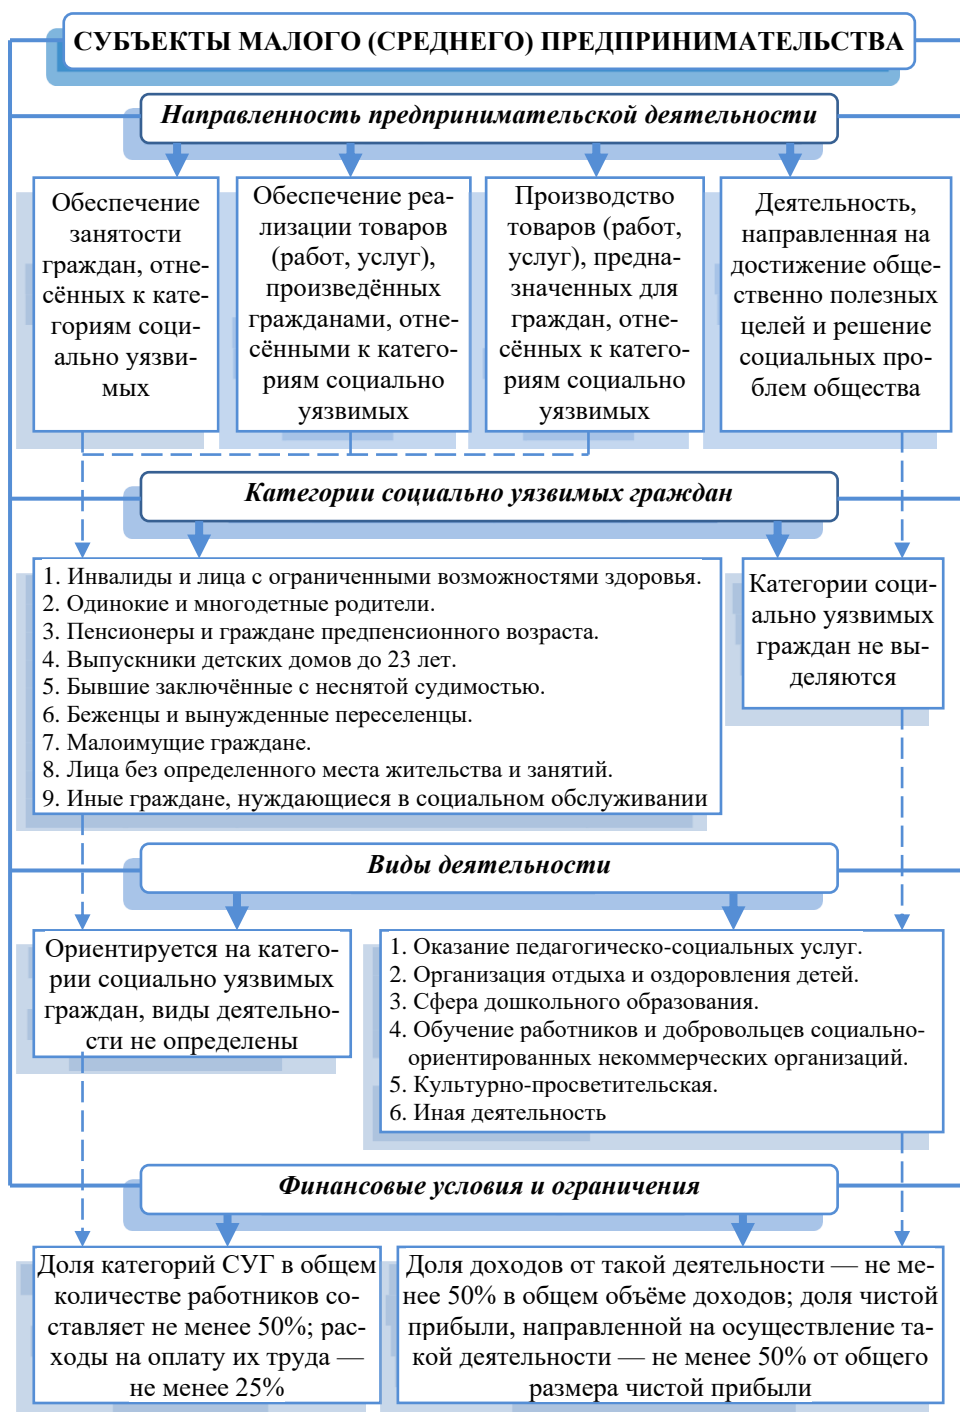 СУБЪЕКТЫ МАЛОГО (СРЕДНЕГО) ПРЕДПРИНИМАТЕЛЬСТВА
Направленность предпринимательской деятельности
Обеспечение
занятости
граждан, отне-
сённых к кате-
гориям соци-
ально уязви-
мых
Обеспечение реа-
лизации товаров
(работ, услуг),
произведённых
гражданами, отне-
сёнными к катего-
риям социально
уязвимых
Производство
товаров (работ,
услуг), предна-
значенных для
граждан, отне-
сённых к катего-
риям социально
уязвимых
Деятельность,
направленная на
достижение обще-
ственно полезных
целей и решение
социальных про-
блем общества
Категории социально уязвимых граждан
1. Инвалиды и лица с ограниченными возможностями здоровья.
2. Одинокие и многодетные родители.
3. Пенсионеры и граждане предпенсионного возраста.
4. Выпускники детских домов до 23 лет.
5. Бывшие заключённые с неснятой судимостью.
6. Беженцы и вынужденные переселенцы.
7. Малоимущие граждане.
8. Лица без определенного места жительства и занятий.
9. Иные граждане, нуждающиеся в социальном обслуживании
Категории соци-
ально уязвимых
граждан не вы-
деляются
Виды деятельности
Ориентируется на катего-
рии социально уязвимых
граждан, виды деятельно-
сти не определены
1. Оказание педагогическо-социальных услуг.
2. Организация отдыха и оздоровления детей.
3. Сфера дошкольного образования.
4. Обучение работников и добровольцев социально-
ориентированных некоммерческих организаций.
5. Культурно-просветительская.
6. Иная деятельность
Финансовые условия и ограничения
Доля категорий СУГ в общем
количестве работников со-
ставляет не менее 50%; рас-
ходы на оплату их труда —
не менее 25%
Доля доходов от такой деятельности — не ме-
нее 50% в общем объёме доходов; доля чистой
прибыли, направленной на осуществление та-
кой деятельности — не менее 50% от общего
размера чистой прибыли